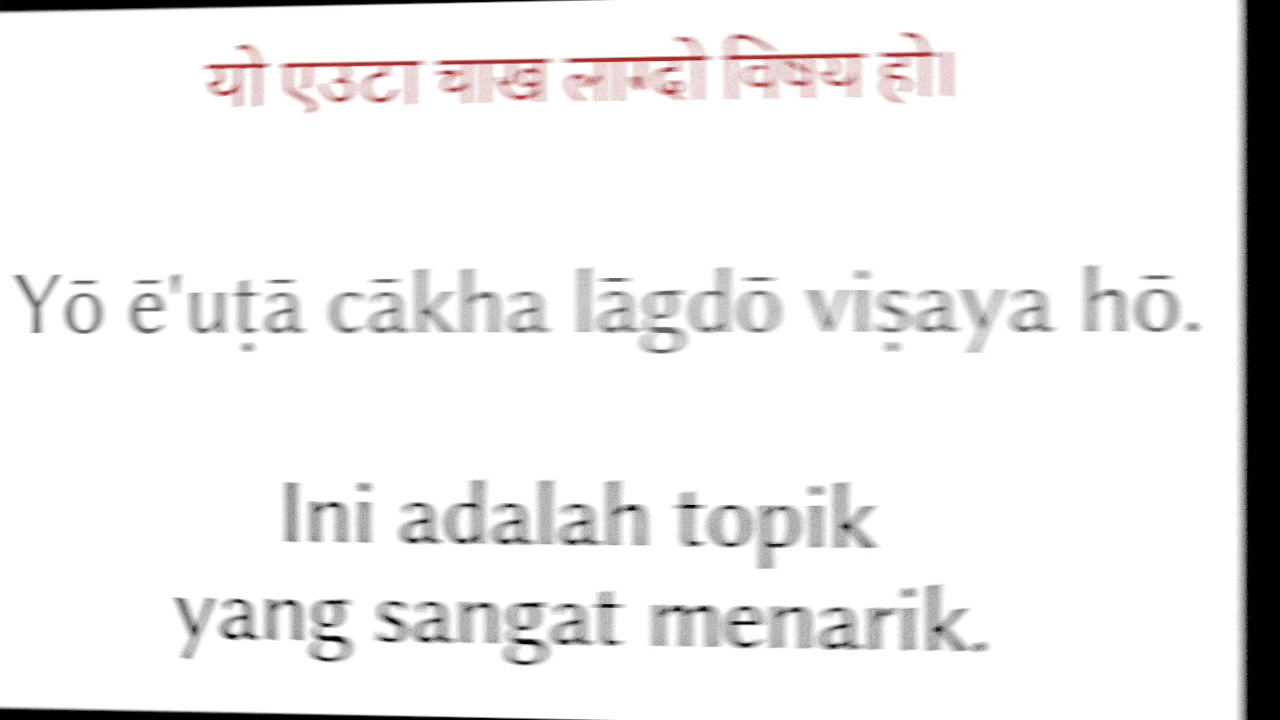 यो एउटा चाख लाग्दो विषय हो।
Yō ē'uṭā cākha lāgdō viṣaya hō.
Ini adalah topik
yang sangat menarik.